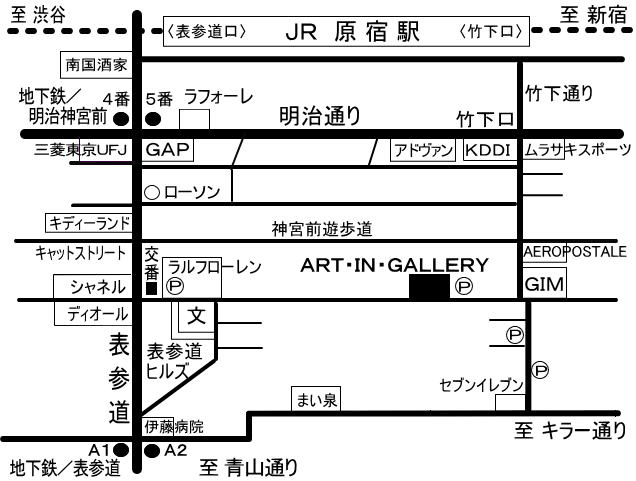 至 渋谷
〈表参道口〉 JR 原宿駅 〈竹下口〉
至 新宿
南国酒家
地下鉄／
明治神宮前
4番
5番
ラフォーレ
明治通り
竹下口
竹下通り
三菱東京UFJ
GAP
アドヴァン
KDDI
ムラサキスポーツ
ローソン
キディーランド
神宮前遊歩道
キャットストリート
交番
ラルフローレン
P
ART・IN・GALLERY
P
AEROPOSTALE
GIM
シャネル
ディオール
文
表参道
表参道
ヒルズ
P
P
セブンイレブン
まい泉
伊藤病院
至 キラー通り
A1
A2
地下鉄／表参道
至 青山通り